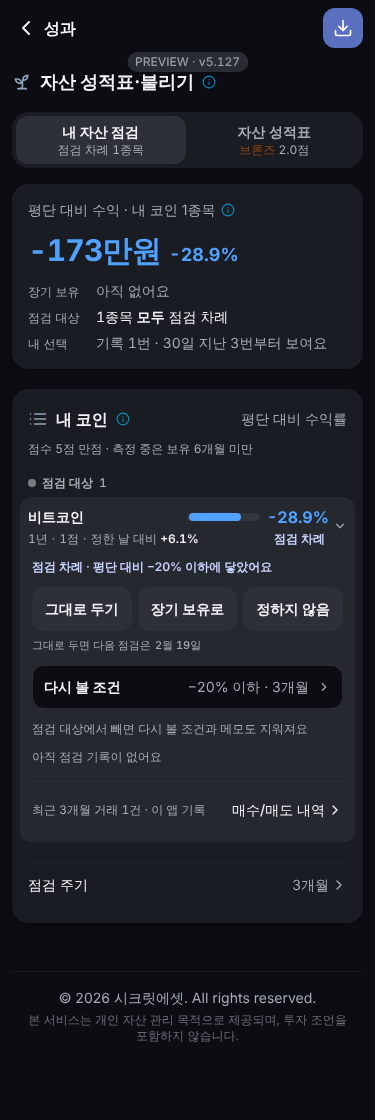 성과
PREVIEW · v5.127
자산 성적표·불리기
내 자산 점검
점검 차례 1종목
자산 성적표
브론즈 2.0점
평단 대비 수익 · 내 코인 1종목
-173만원 -28.9%
장기 보유 아직 없어요
점검 대상 1종목 모두 점검 차례
내 선택 기록 1번 · 30일 지난 3번부터 보여요
내 코인 평단 대비 수익률
점수 5점 만점 · 측정 중은 보유 6개월 미만
점검 대상 1
비트코인 -28.9%
1년 · 1점 · 정한 날 대비 +6.1% 점검 차례
점검 차례 · 평단 대비 −20% 이하에 닿았어요
그대로 두기 장기 보유로 정하지 않음
그대로 두면 다음 점검은 2월 19일
다시 볼 조건 −20% 이하 · 3개월
점검 대상에서 빼면 다시 볼 조건과 메모도 지워져요
아직 점검 기록이 없어요
최근 3개월 거래 1건 · 이 앱 기록 매수/매도 내역
점검 주기 3개월
© 2026 시크릿에셋. All rights reserved.
본 서비스는 개인 자산 관리 목적으로 제공되며, 투자 조언을
포함하지 않습니다.